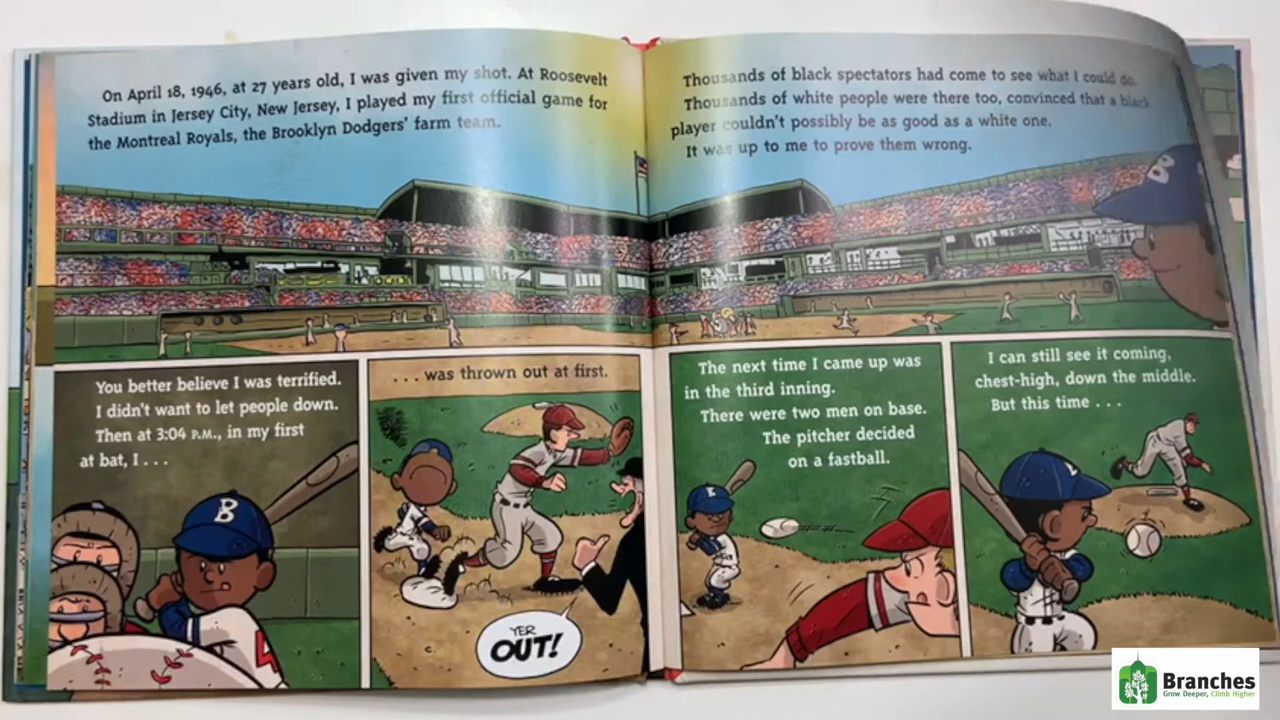 On April 18, 1946, at 27 years old, I was given my shot. At Roosevelt
Stadium in Jersey City, New Jersey, I played my first official game for
the Montreal Royals, the Brooklyn Dodgers' farm team.
Thousands of black spectators had come to see what I could do.
Thousands of white people were there too, convinced that a black
player couldn't possibly be as good as a white one.
It was up to me to prove them wrong.
You better believe I was terrified.
I didn't want to let people down.
Then at 3:04 P.M., in my first
at bat, I . . .
B
. . . was thrown out at first.
YER
OUT!
The next time I came up was
in the third inning.
There were two men on base.
The pitcher decided
on a fastball.
I can still see it coming,
chest-high, down the middle.
But this time . . .
Branches
Grow Deeper, Climb Higher